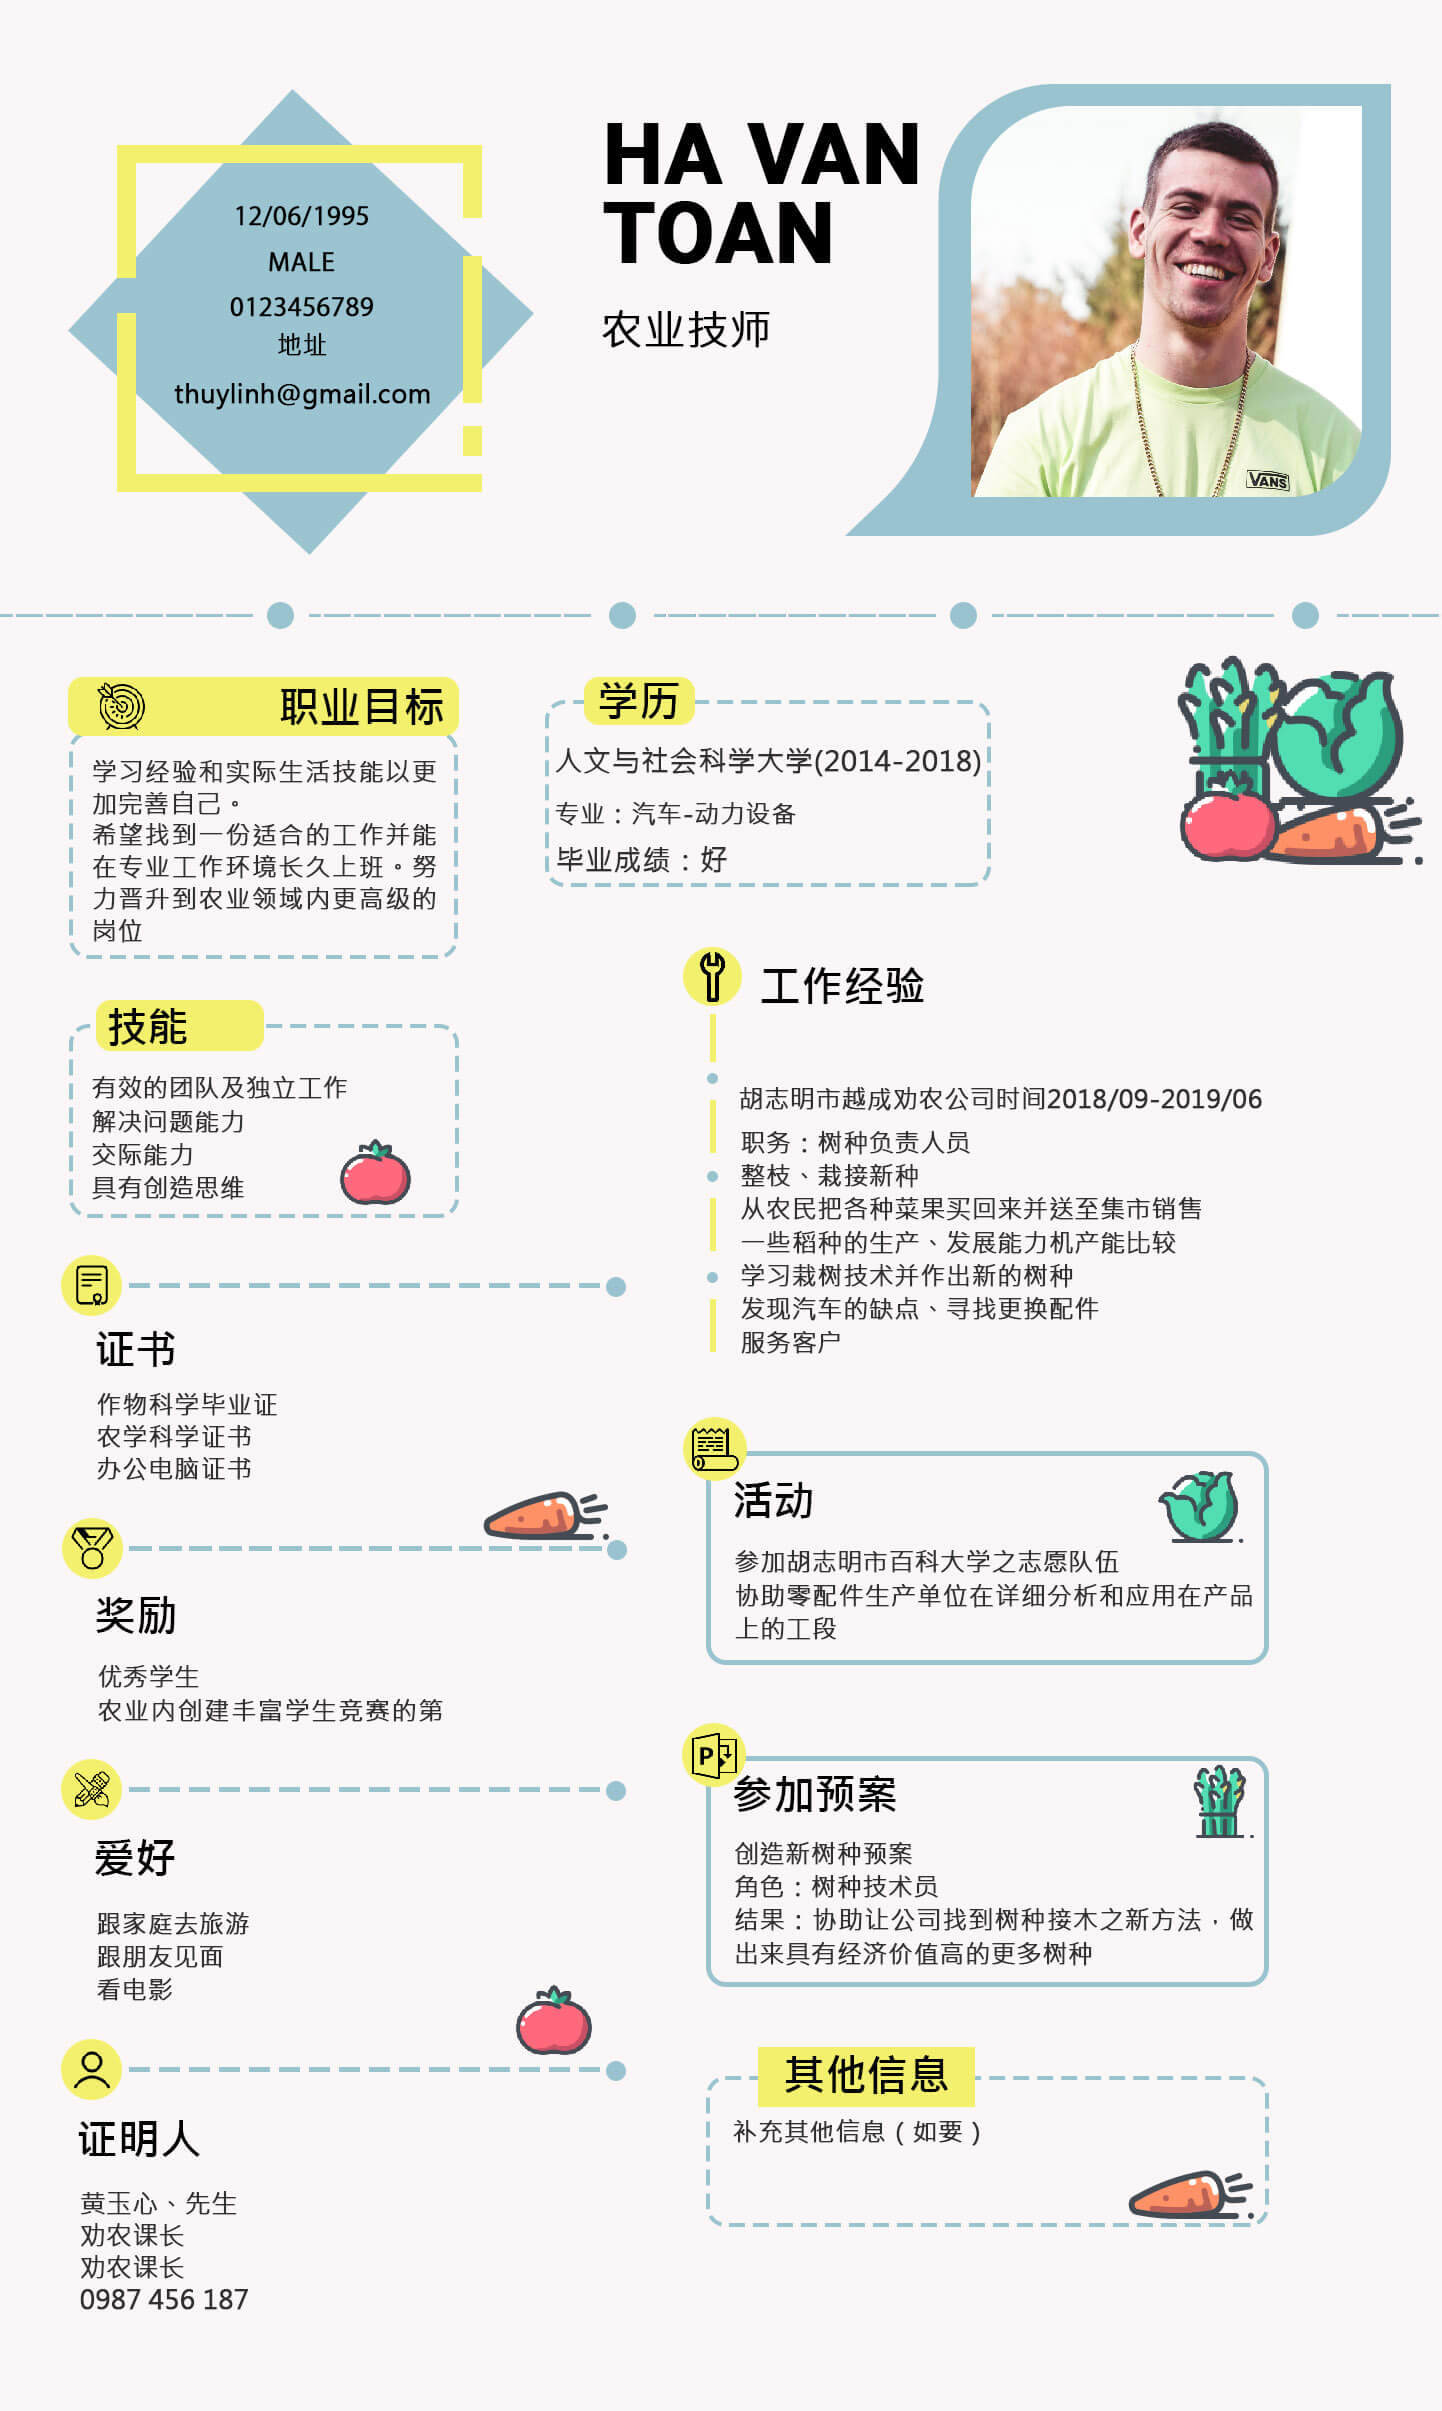 12/06/1995
MALE
0123456789
地址
thuylinh@gmail.com
HA VAN
TOAN
农业技师
VANS
职业目标
学习经验和实际生活技能以更
加完善自己。
希望找到一份适合的工作并能
在专业工作环境长久上班。努
力晋升到农业领域内更高级的
岗位
学历
人文与社会科学大学(2014-2018)
专业：汽车-动力设备
毕业成绩：好
技能
有效的团队及独立工作
解决问题能力
交际能力
具有创造思维
工作经验
胡志明市越成劝农公司时间2018/09-2019/06
职务：树种负责人员
整枝、栽接新种
从农民把各种菜果买回来并送至集市销售
一些稻种的生产、发展能力机产能比较
学习栽树技术并作出新的树种
发现汽车的缺点、寻找更换配件
服务客户
证书
作物科学毕业证
农学科学证书
办公电脑证书
奖励
优秀学生
农业内创建丰富学生竞赛的第
爱好
跟家庭去旅游
跟朋友见面
看电影
证明人
黄玉心、先生
劝农课长
劝农课长
0987 456 187
活动
参加胡志明市百科大学之志愿队伍
协助零配件生产单位在详细分析和应用在产品
上的工段
P
参加预案
创造新树种预案
角色：树种技术员
结果：协助让公司找到树种接木之新方法，做
出来具有经济价值高的更多树种
其他信息
补充其他信息（如要）